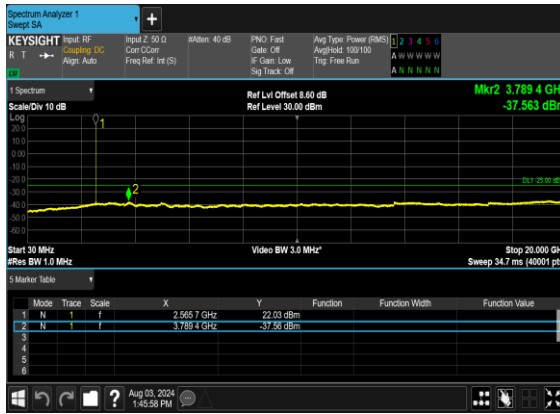 Spectrum Analyzer 1
Swept SA
+
KEYSIGHT Input: RF Input Z: 50 Ω #Atten: 40 dB PNO: Fast Avg Type: Power (RMS) 1 2 3 4 5 6
R T Coupling: DC Corr CCorr Gate: Off Avg|Hold: 100/100 A W W W W W
Align: Auto Freq Ref: Int (S) IF Gain: Low Trig: Free Run
LXI Sig Track: Off A N N N N N
1 Spectrum Ref Lvl Offset 8.60 dB Mkr2 3.789 4 GH
Scale/Div 10 dB Ref Level 30.00 dBm -37.563 dBm
Log
20.0
10.0
0.00
-10.0
-20.0
-30.0
-40.0
-50.0
-60.0
1
2
DL1 -25.00 dB
Start 30 MHz Video BW 3.0 MHz* Stop 20.000 GH
#Res BW 1.0 MHz Sweep 34.7 ms (40001 pts
5 Marker Table
Mode Trace Scale X Y Function Function Width Function Value
1 N 1 f 2.565 7 GHz 22.03 dBm
2 N 1 f 3.789 4 GHz -37.56 dBm
3
4
5
6
? Aug 03, 2024
1:45:58 PM